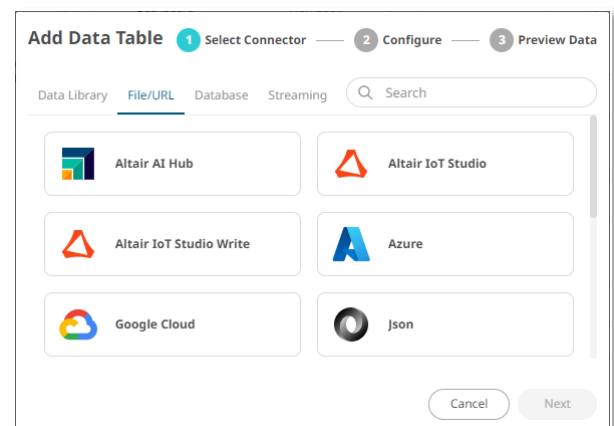 Add Data Table 1 Select Connector 2 Configure 3 Preview Data
Data Library File/URL Database Streaming Search
Altair AI Hub Altair IoT Studio
Altair IoT Studio Write Azure
Google Cloud Json
Cancel Next